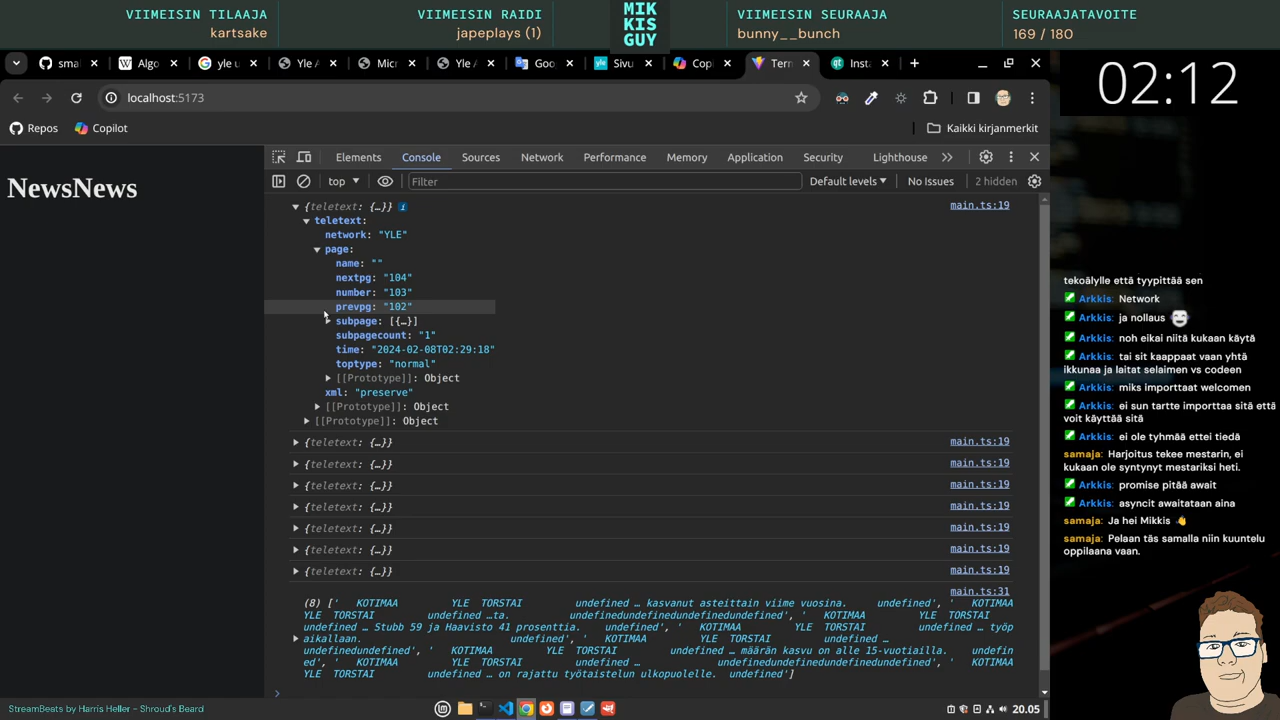 VIIMEISIN TILAAJA
kartsake
VIIMEISIN RAIDI
japeplays (1)
MIK
KIS
GUY
VIIMEISIN SEURAAJA
bunny__bunch
SEURAAJATAVOITE
169 / 180
smal
Algo
yle u
Yle A
Micr
Yle A
Goo
Sivu
Copi
Tern
Insta
localhost:5173
Repos
Copilot
Kaikki kirjanmerkit
02:12
NewsNews
Elements
Console
Sources
Network
Performance
Memory
Application
Security
Lighthouse
top
Filter
Default levels
No Issues
2 hidden
{teletext: {…}}
main.ts:19
teletext:
network: "YLE"
page:
name: ""
nextpg: "104"
number: "103"
prevpg: "102"
subpage: [{…}]
subpagecount: "1"
time: "2024-02-08T02:29:18"
toptype: "normal"
[[Prototype]]: Object
xml: "preserve"
[[Prototype]]: Object
[[Prototype]]: Object
{teletext: {…}} main.ts:19
{teletext: {…}} main.ts:19
{teletext: {…}} main.ts:19
{teletext: {…}} main.ts:19
{teletext: {…}} main.ts:19
{teletext: {…}} main.ts:19
{teletext: {…}} main.ts:19
main.ts:31
(8) [' KOTIMAA YLE TORSTAI undefined … kasvanut asteittain viime vuosina. undefined', ' KOTIMAA
YLE TORSTAI undefined …ta. undefinedundefinedundefined', ' KOTIMAA YLE TORSTAI
undefined … Stubb 59 ja Haavisto 41 prosenttia. undefined', ' KOTIMAA YLE TORSTAI undefined … työp
aikallaan. undefined', ' KOTIMAA YLE TORSTAI undefined …
undefinedundefined', ' KOTIMAA YLE TORSTAI undefined … määrän kasvu on alle 15-vuotiailla. undefin
ed', ' KOTIMAA YLE TORSTAI undefined … undefinedundefinedundefinedundefined', ' KOTIMAA
YLE TORSTAI undefined … on rajattu työtaistelun ulkopuolelle. undefined']
tekoälylle että tyypittää sen
Arkkis: Network
Arkkis: ja nollaus
Arkkis: noh eikai niitä kukaan käytä
Arkkis: tai sit kaappaat vaan yhtä
ikkunaa ja laitat selaimen vs codeen
Arkkis: miks importtaat welcomen
Arkkis: ei sun tartte importtaa sitä että
voit käyttää sitä
Arkkis: ei ole tyhmää ettei tiedä
samaja: Harjoitus tekee mestarin, ei
kukaan ole syntynyt mestariksi heti.
Arkkis: promise pitää await
Arkkis: asyncit awaitataan aina
samaja: Ja hei Mikkis
samaja: Pelaan täs samalla niin kuuntelu
oppilaana vaan.
StreamBeats by Harris Heller – Shroud's Beard
20.05